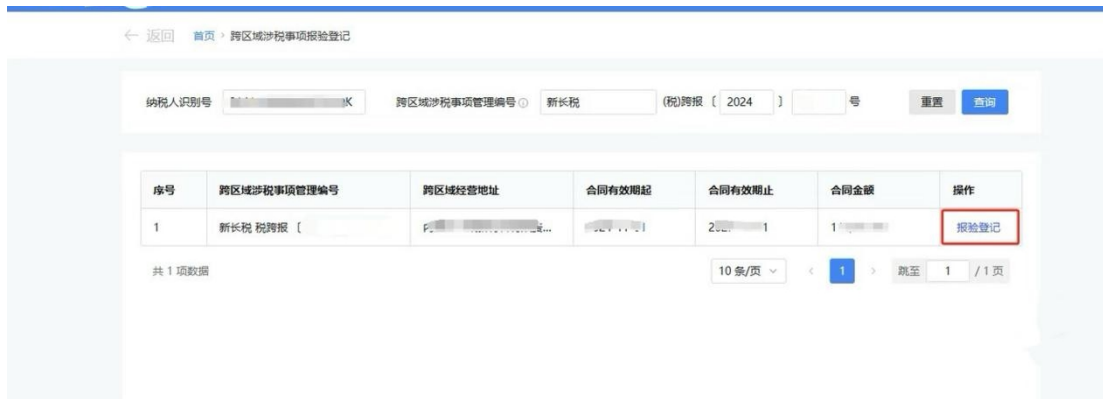 ← 返回 首页 › 跨区域涉税事项报验登记
纳税人识别号 K 跨区域涉税事项管理编号 新长税 (税)跨报〔 2024 〕 号 重置 查询
序号 跨区域涉税事项管理编号 跨区域经营地址 合同有效期起 合同有效期止 合同金额 操作
1 新长税 税跨报〔 报验登记
共 1 项数据 10 条/页 ‹ 1 › 跳至 1 / 1 页